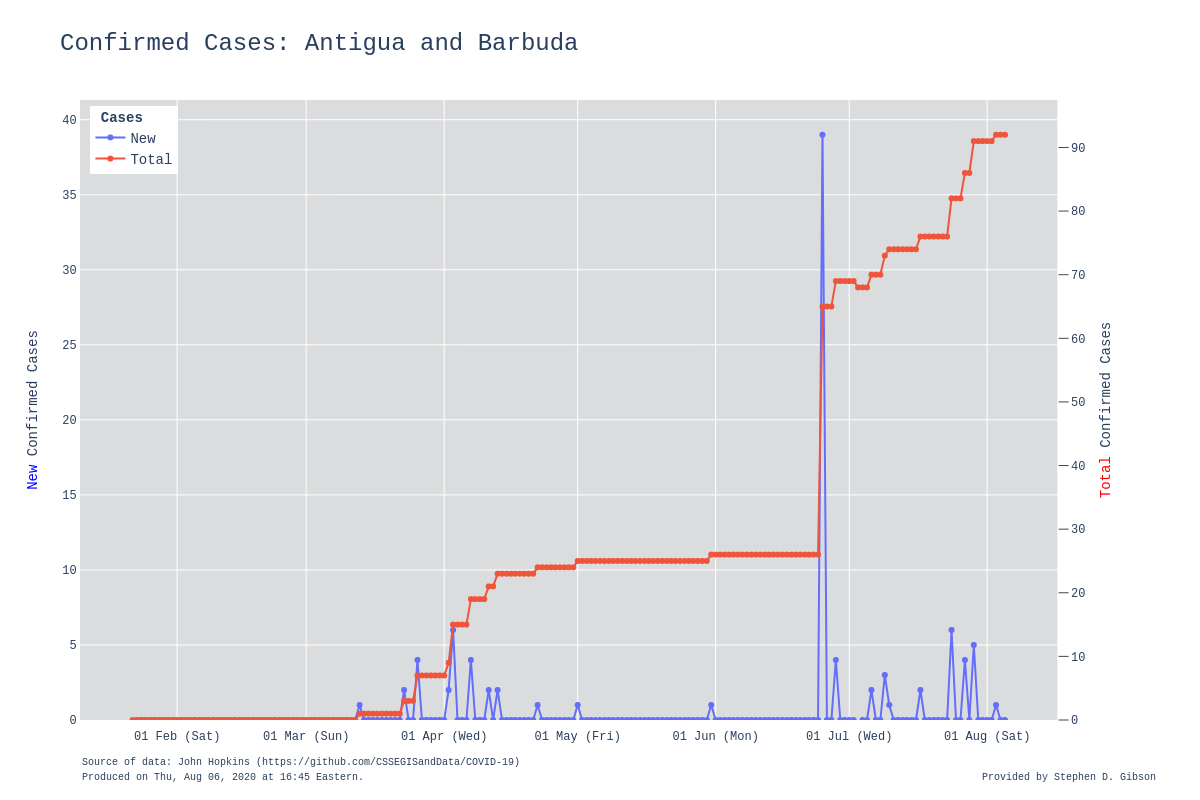 Confirmed Cases: Antigua and Barbuda
Cases
New
Total
40
35
30
25
20
15
10
5
0
90
80
70
60
50
40
30
20
10
0
New Confirmed Cases
Total Confirmed Cases
01 Feb (Sat)
01 Mar (Sun)
01 Apr (Wed)
01 May (Fri)
01 Jun (Mon)
01 Jul (Wed)
01 Aug (Sat)
Source of data: John Hopkins (https://github.com/CSSEGISandData/COVID-19)
Produced on Thu, Aug 06, 2020 at 16:45 Eastern.
Provided by Stephen D. Gibson